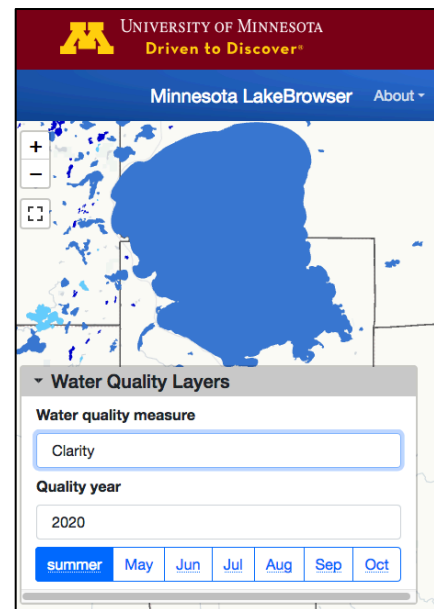 UNIVERSITY OF MINNESOTA
Driven to Discover®
Minnesota LakeBrowser About
+
−
Water Quality Layers
Water quality measure
Clarity
Quality year
2020
summer May Jun Jul Aug Sep Oct